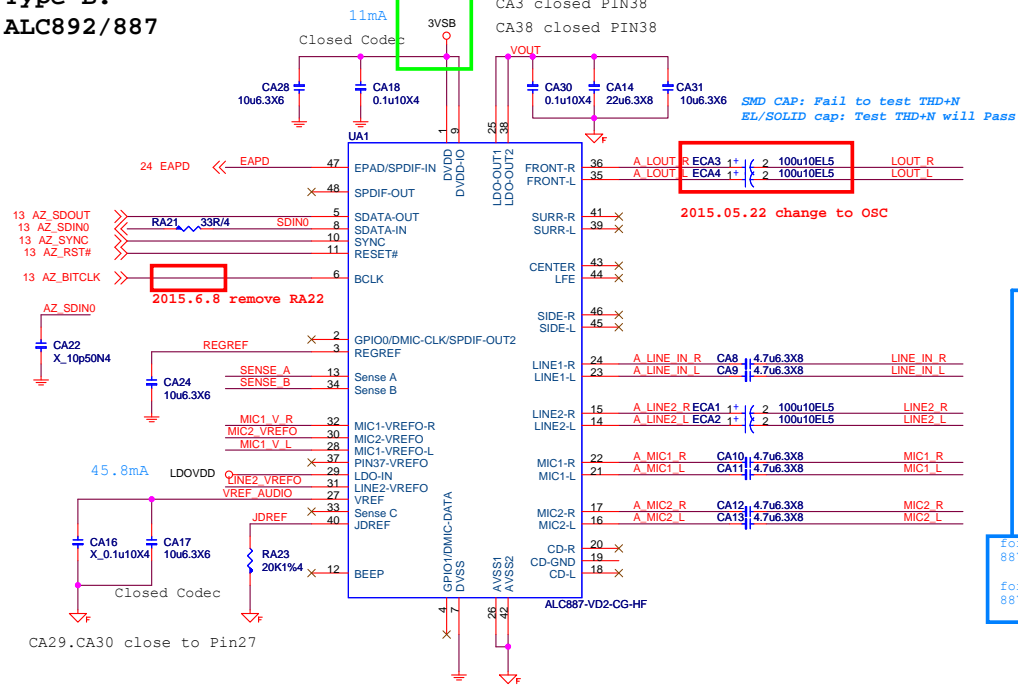 Type B:
ALC892/887
11mA
3VSB
Closed Codec
CA3 closed PIN38
CA38 closed PIN38
VOUT
CA28
10u6.3X6
CA18
0.1u10X4
CA30
0.1u10X4
CA14
22u6.3X8
CA31
10u6.3X6
SMD CAP: Fail to test THD+N
EL/SOLID cap: Test THD+N will Pass
F
UA1
1
9
25
38
DVDD
DVDD-IO
LDO-OUT1
LDO-OUT2
24 EAPD
EAPD
47
EPAD/SPDIF-IN
48
SPDIF-OUT
13 AZ_SDOUT
5
SDATA-OUT
13 AZ_SDIN0
RA21
33R/4
SDIN0
8
SDATA-IN
13 AZ_SYNC
10
SYNC
13 AZ_RST#
11
RESET#
13 AZ_BITCLK
6
BCLK
2015.6.8 remove RA22
AZ_SDIN0
CA22
X_10p50N4
2
GPIO0/DMIC-CLK/SPDIF-OUT2
REGREF
3
REGREF
CA24
10u6.3X6
SENSE_A
13
Sense A
SENSE_B
34
Sense B
MIC1_V_R
32
MIC1-VREFO-R
MIC2_VREFO
30
MIC2-VREFO
MIC1_V_L
28
MIC1-VREFO-L
37
PIN37-VREFO
45.8mA
LDOVDD
29
LDO-IN
LINE2_VREFO
31
LINE2-VREFO
VREF_AUDIO
27
VREF
33
Sense C
JDREF
40
JDREF
CA16
X_0.1u10X4
CA17
10u6.3X6
RA23
20K1%4
12
BEEP
Closed Codec
F
F
CA29.CA30 close to Pin27
GPIO1/DMIC-DATA
DVSS
AVSS1
AVSS2
4
7
26
42
F
ALC887-VD2-CG-HF
FRONT-R
36
A_LOUT_R
ECA3
1
+
2
100u10EL5
LOUT_R
FRONT-L
35
A_LOUT_L
ECA4
1
+
2
100u10EL5
LOUT_L
2015.05.22 change to OSC
SURR-R
41
SURR-L
39
CENTER
43
LFE
44
SIDE-R
46
SIDE-L
45
LINE1-R
24
A_LINE_IN_R
CA8
4.7u6.3X8
LINE_IN_R
LINE1-L
23
A_LINE_IN_L
CA9
4.7u6.3X8
LINE_IN_L
LINE2-R
15
A_LINE2_R
ECA1
1
+
2
100u10EL5
LINE2_R
LINE2-L
14
A_LINE2_L
ECA2
1
+
2
100u10EL5
LINE2_L
MIC1-R
22
A_MIC1_R
CA10
4.7u6.3X8
MIC1_R
MIC1-L
21
A_MIC1_L
CA11
4.7u6.3X8
MIC1_L
MIC2-R
17
A_MIC2_R
CA12
4.7u6.3X8
MIC2_R
MIC2-L
16
A_MIC2_L
CA13
4.7u6.3X8
MIC2_L
CD-R
20
CD-GND
19
CD-L
18